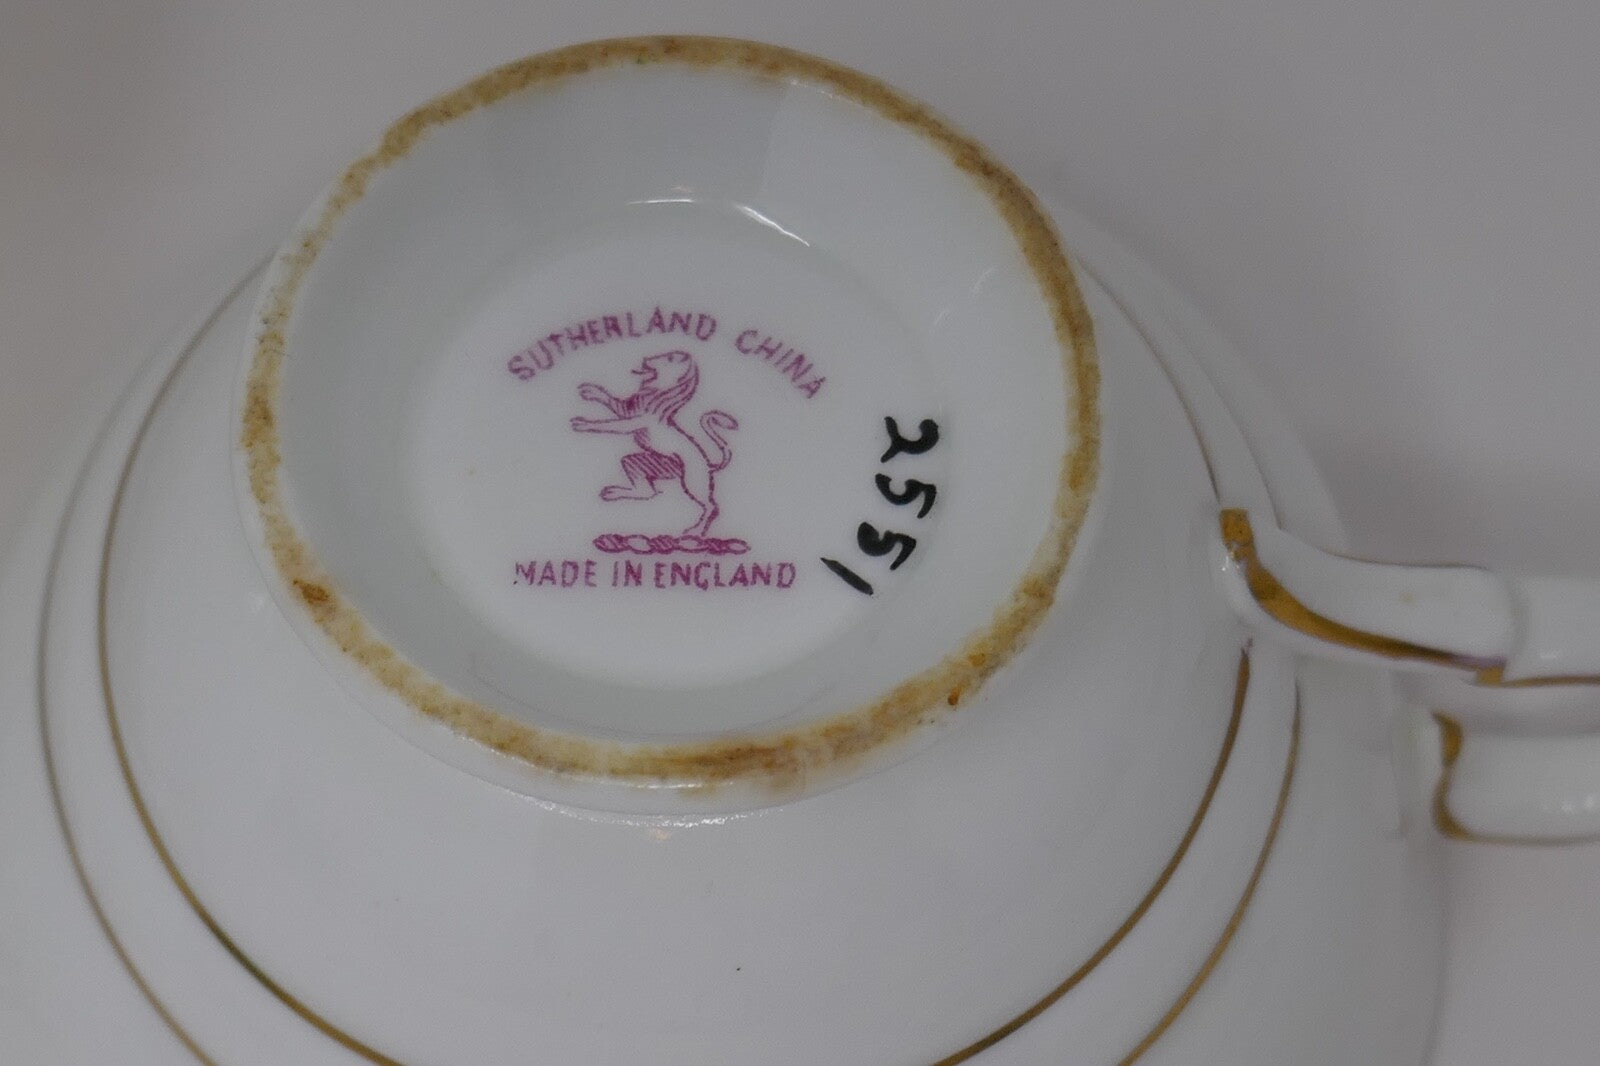 SUTHERLAND CHINA
MADE IN ENGLAND
2551